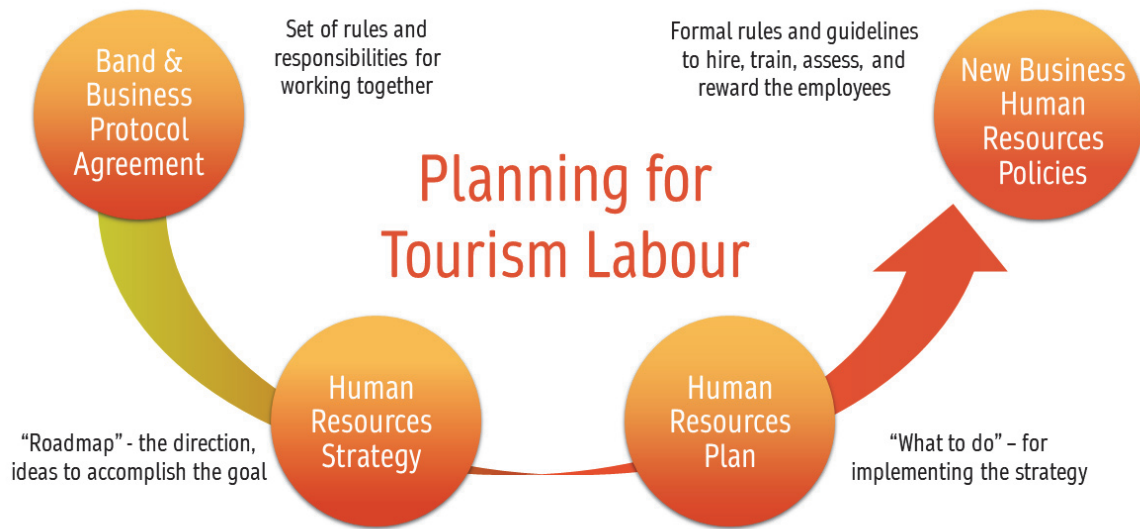 Band &
Business
Protocol
Agreement
Set of rules and
responsibilities for
working together
Formal rules and guidelines
to hire, train, assess, and
reward the employees
New Business
Human
Resources
Policies
Planning for
Tourism Labour
Human
Resources
Strategy
"Roadmap" - the direction,
ideas to accomplish the goal
Human
Resources
Plan
"What to do" – for
implementing the strategy